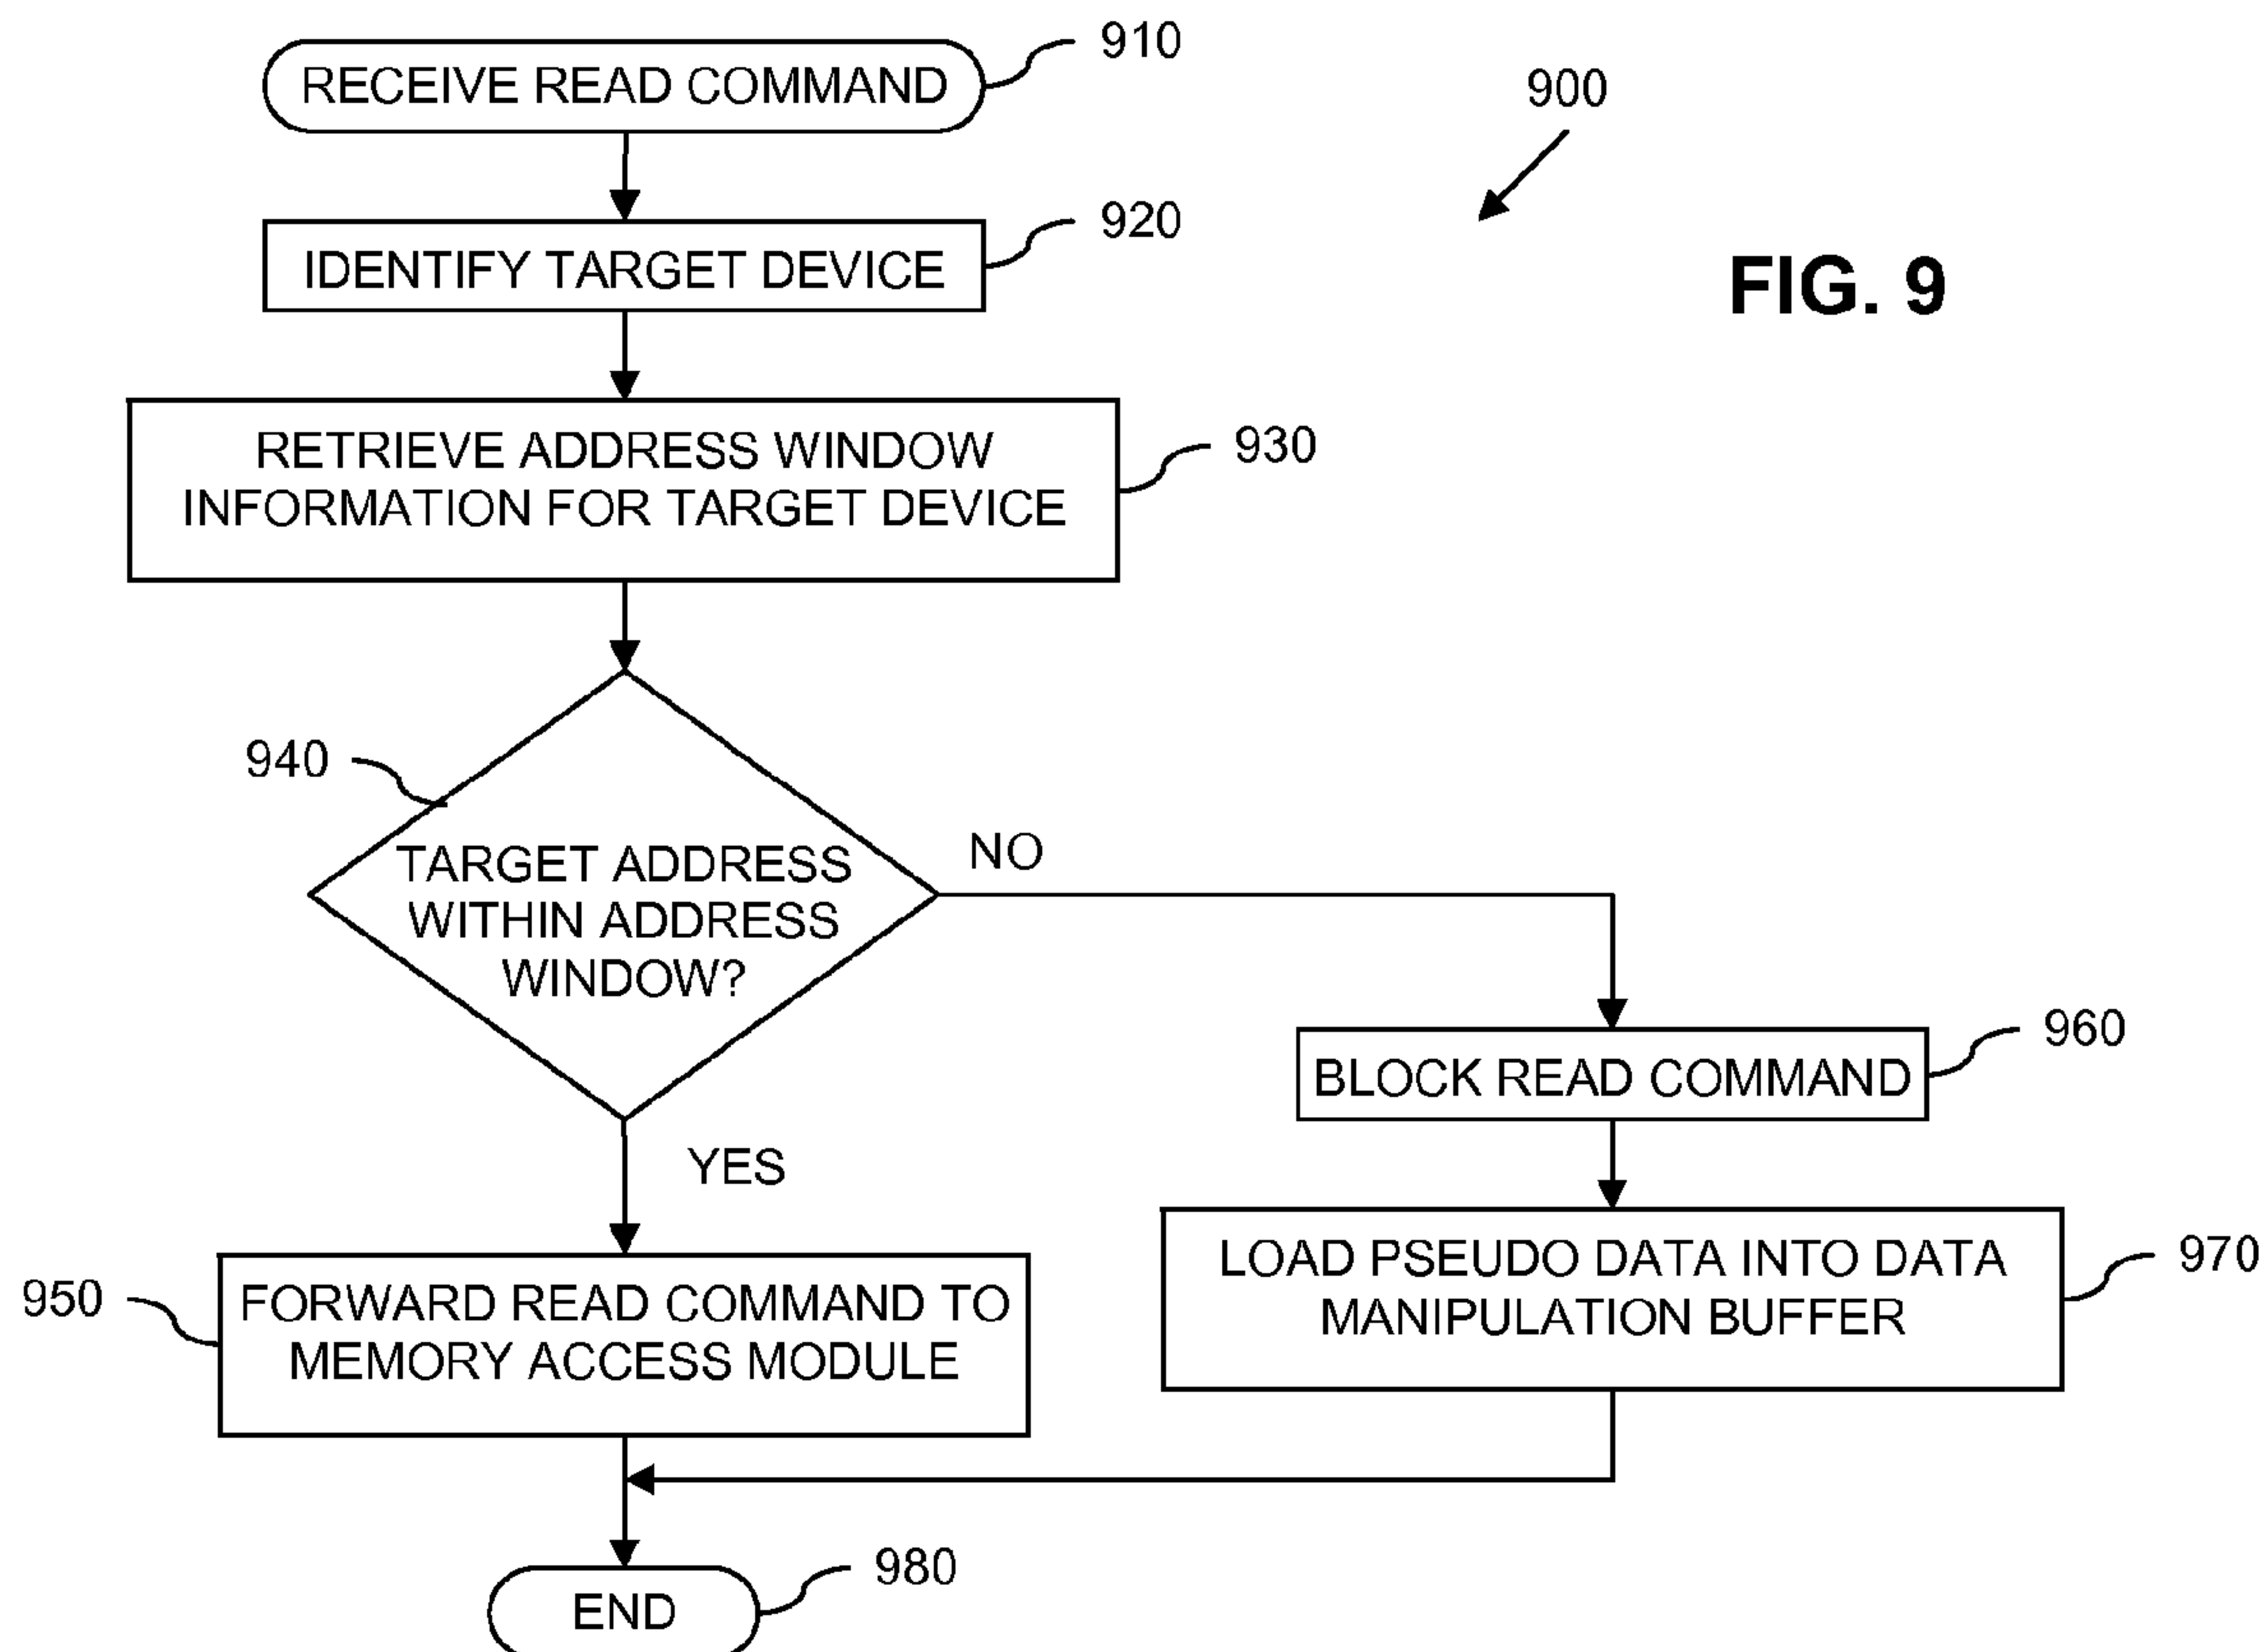 RECEIVE READ COMMAND
910
900
IDENTIFY TARGET DEVICE
920
FIG. 9
RETRIEVE ADDRESS WINDOW
INFORMATION FOR TARGET DEVICE
930
940
TARGET ADDRESS
WITHIN ADDRESS
WINDOW?
NO
YES
BLOCK READ COMMAND
960
950
FORWARD READ COMMAND TO
MEMORY ACCESS MODULE
LOAD PSEUDO DATA INTO DATA
MANIPULATION BUFFER
970
END
980